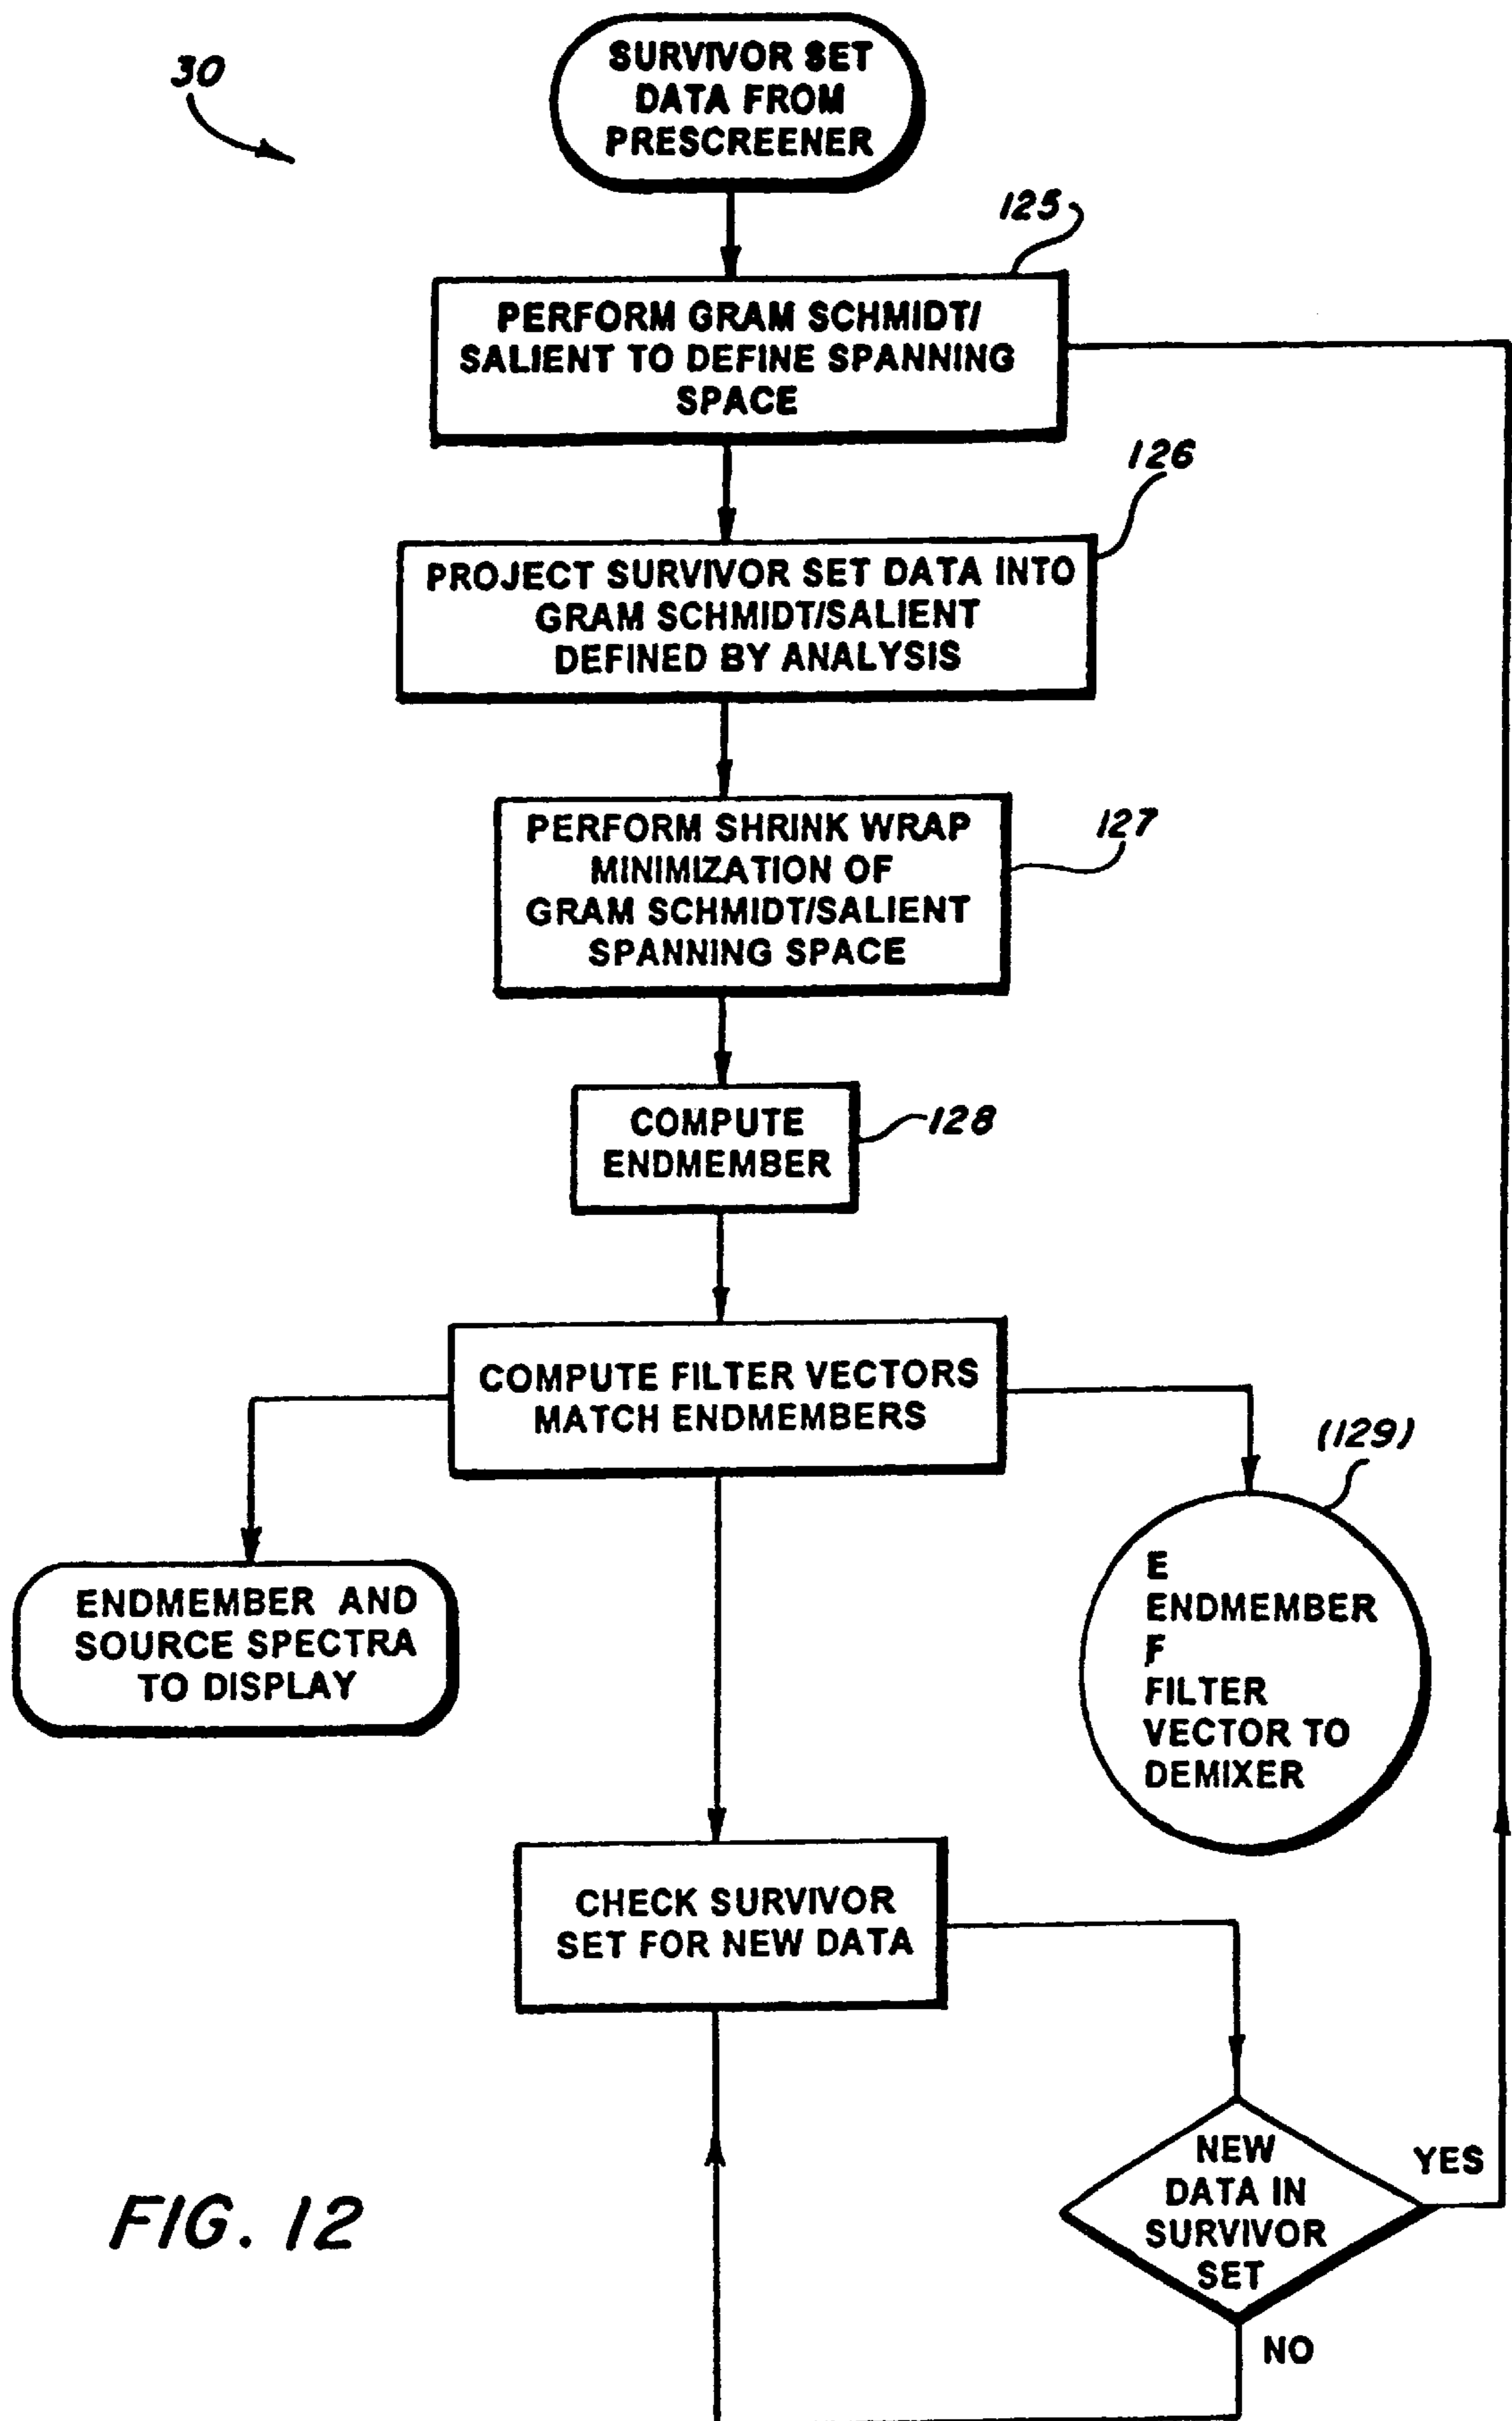 30
SURVIVOR SET
DATA FROM
PRESCREENER
125
PERFORM GRAM SCHMIDT/
SALIENT TO DEFINE SPANNING
SPACE
126
PROJECT SURVIVOR SET DATA INTO
GRAM SCHMIDT/SALIENT
DEFINED BY ANALYSIS
127
PERFORM SHRINK WRAP
MINIMIZATION OF
GRAM SCHMIDT/SALIENT
SPANNING SPACE
128
COMPUTE
ENDMEMBER
COMPUTE FILTER VECTORS
MATCH ENDMEMBERS
(129)
ENDMEMBER AND
SOURCE SPECTRA
TO DISPLAY
E
ENDMEMBER
F
FILTER
VECTOR TO
DEMIXER
CHECK SURVIVOR
SET FOR NEW DATA
NEW
DATA IN
SURVIVOR
SET
YES
NO
FIG. 12